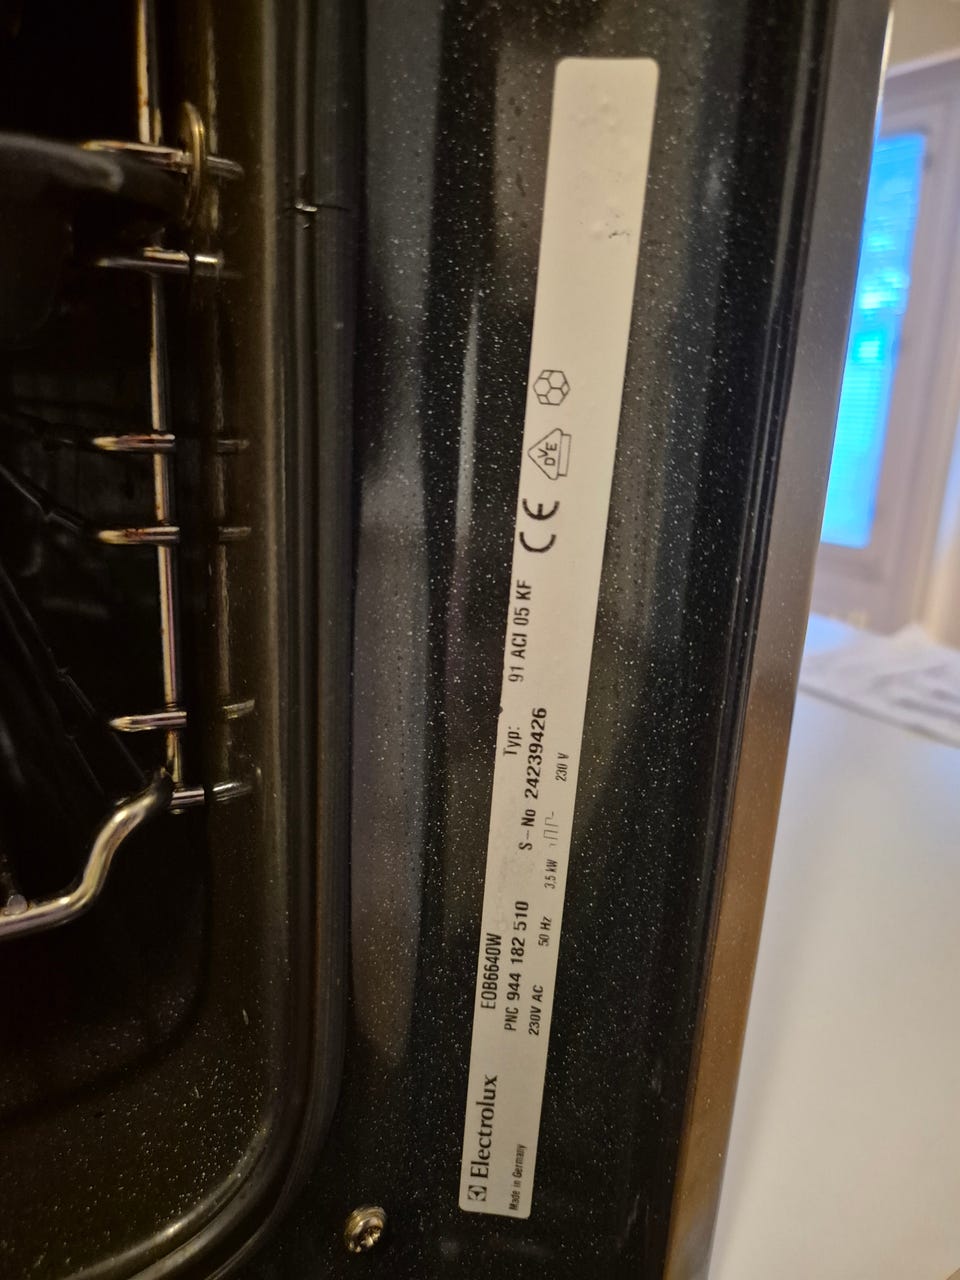 Electrolux EOB6640W Typ: 91 ACI 05 KF CE DVE
PNC 944 182 510 S-No 24239426
Made in Germany 230V AC 50 Hz 3,5 kW 230 V